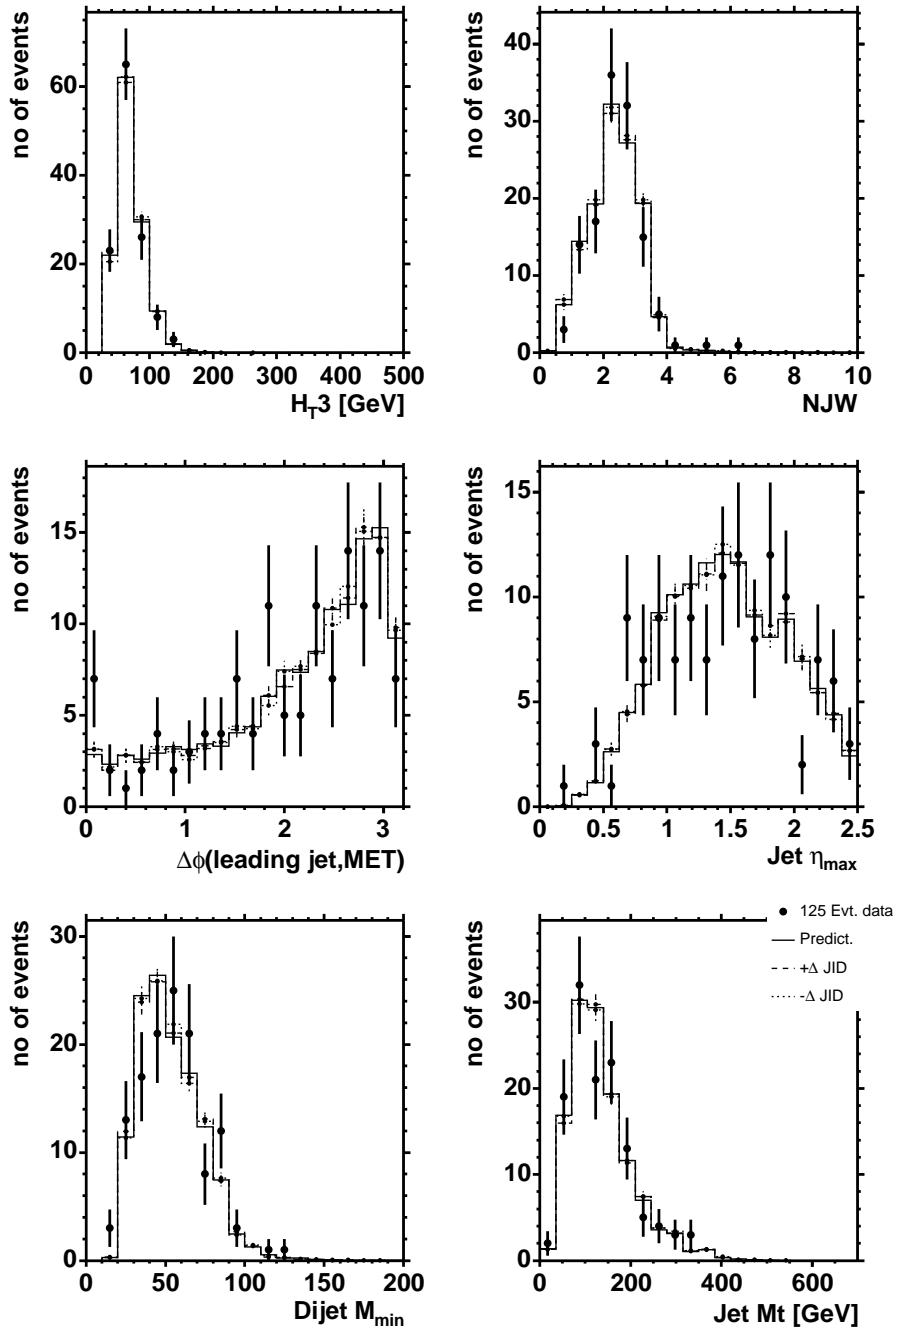 no of events
60
40
20
0
0 100 200 300 400 500
H_T3 [GeV]
no of events
40
30
20
10
0
0 2 4 6 8 10
NJW
no of events
15
10
5
0
0 1 2 3
Δϕ(leading jet,MET)
no of events
15
10
5
0
0 0.5 1 1.5 2 2.5
Jet η_max
no of events
30
20
10
0
0 50 100 150 200
Dijet M_min
no of events
30
20
10
0
0 200 400 600
Jet Mt [GeV]
125 Evt. data
Predict.
+Δ JID
-Δ JID